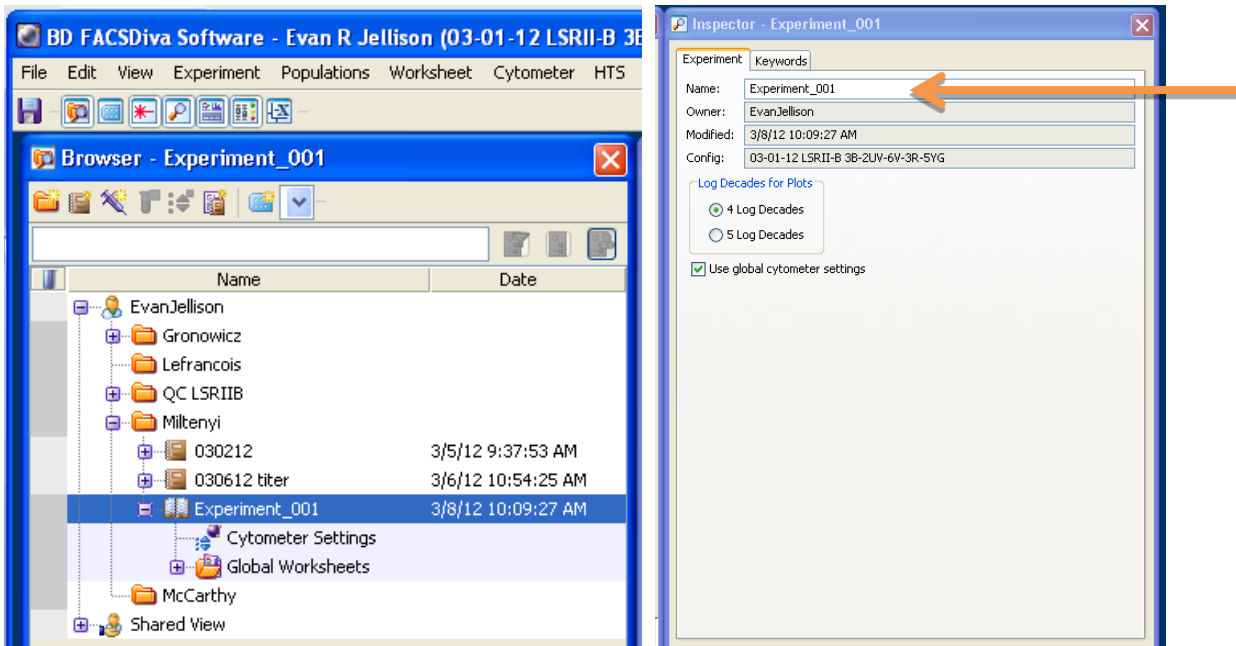 BD FACSDiva Software - Evan R Jellison (03-01-12 LSRII-B 3B
File Edit View Experiment Populations Worksheet Cytometer HTS
Browser - Experiment_001
Name Date
EvanJellison
Gronowicz
Lefrancois
QC LSRIIB
Miltenyi
030212 3/5/12 9:37:53 AM
030612 titer 3/6/12 10:54:25 AM
Experiment_001 3/8/12 10:09:27 AM
Cytometer Settings
Global Worksheets
McCarthy
Shared View
Inspector - Experiment_001
Experiment Keywords
Name: Experiment_001
Owner: EvanJellison
Modified: 3/8/12 10:09:27 AM
Config: 03-01-12 LSRII-B 3B-2UV-6V-3R-5YG
Log Decades for Plots
4 Log Decades
5 Log Decades
Use global cytometer settings